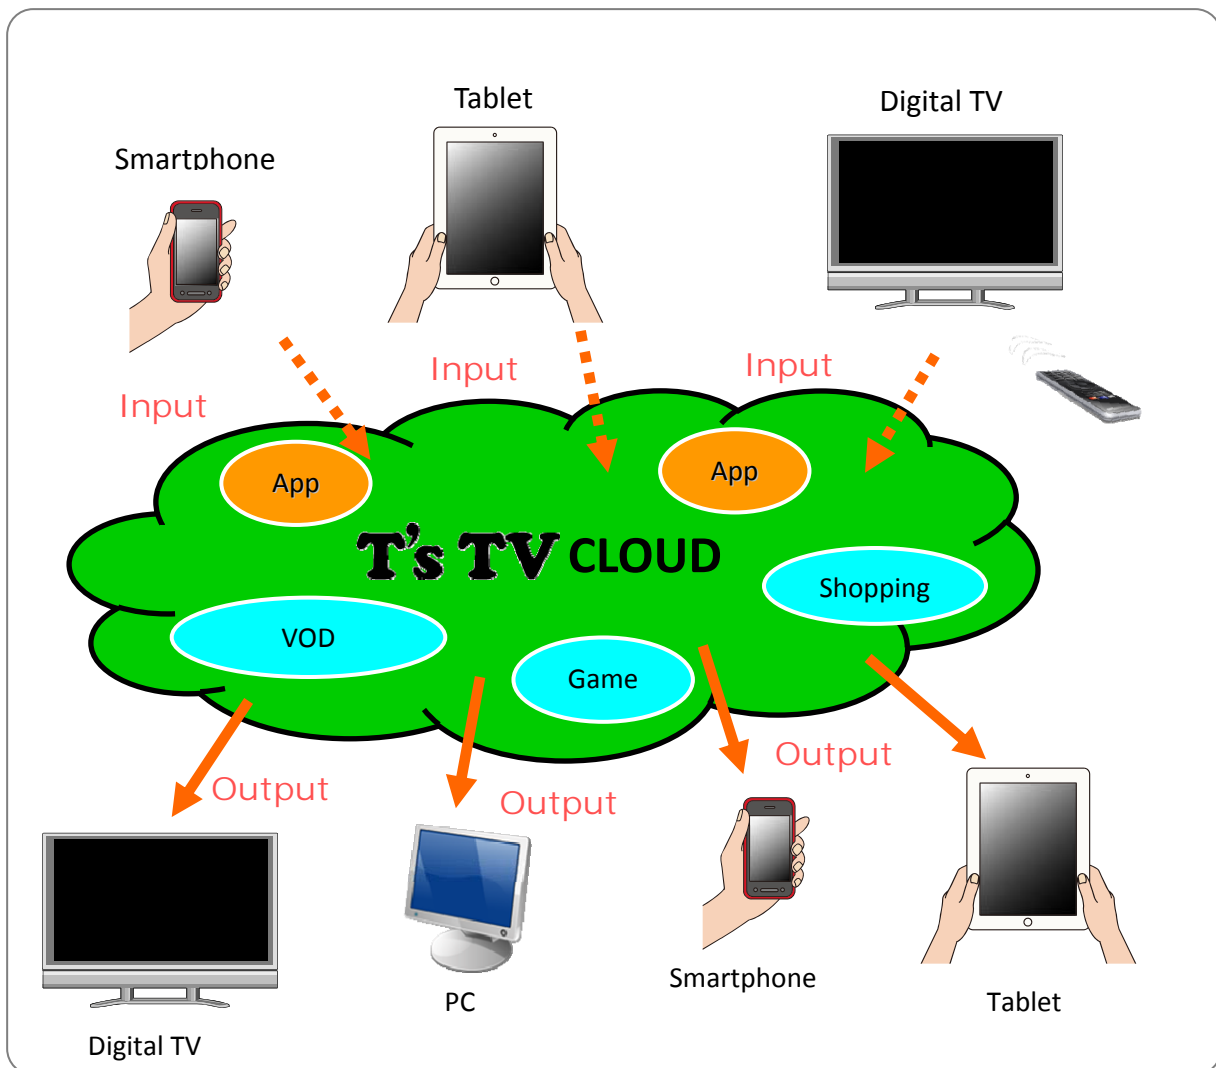 Tablet
Digital TV
Smartphone
Input
Input
Input
App
App
T's TV CLOUD
Shopping
VOD
Game
Output
Output
Output
Smartphone
Tablet
PC
Digital TV